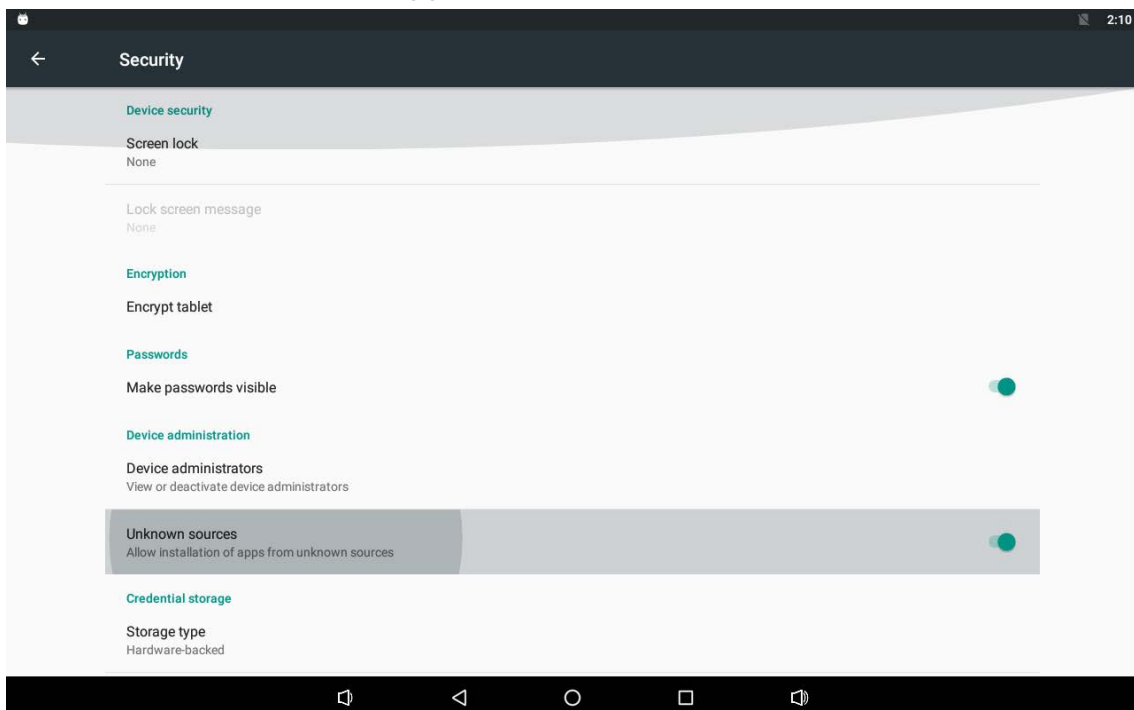 2:10
Security
Device security
Screen lock
None
Lock screen message
None
Encryption
Encrypt tablet
Passwords
Make passwords visible
Device administration
Device administrators
View or deactivate device administrators
Unknown sources
Allow installation of apps from unknown sources
Credential storage
Storage type
Hardware-backed